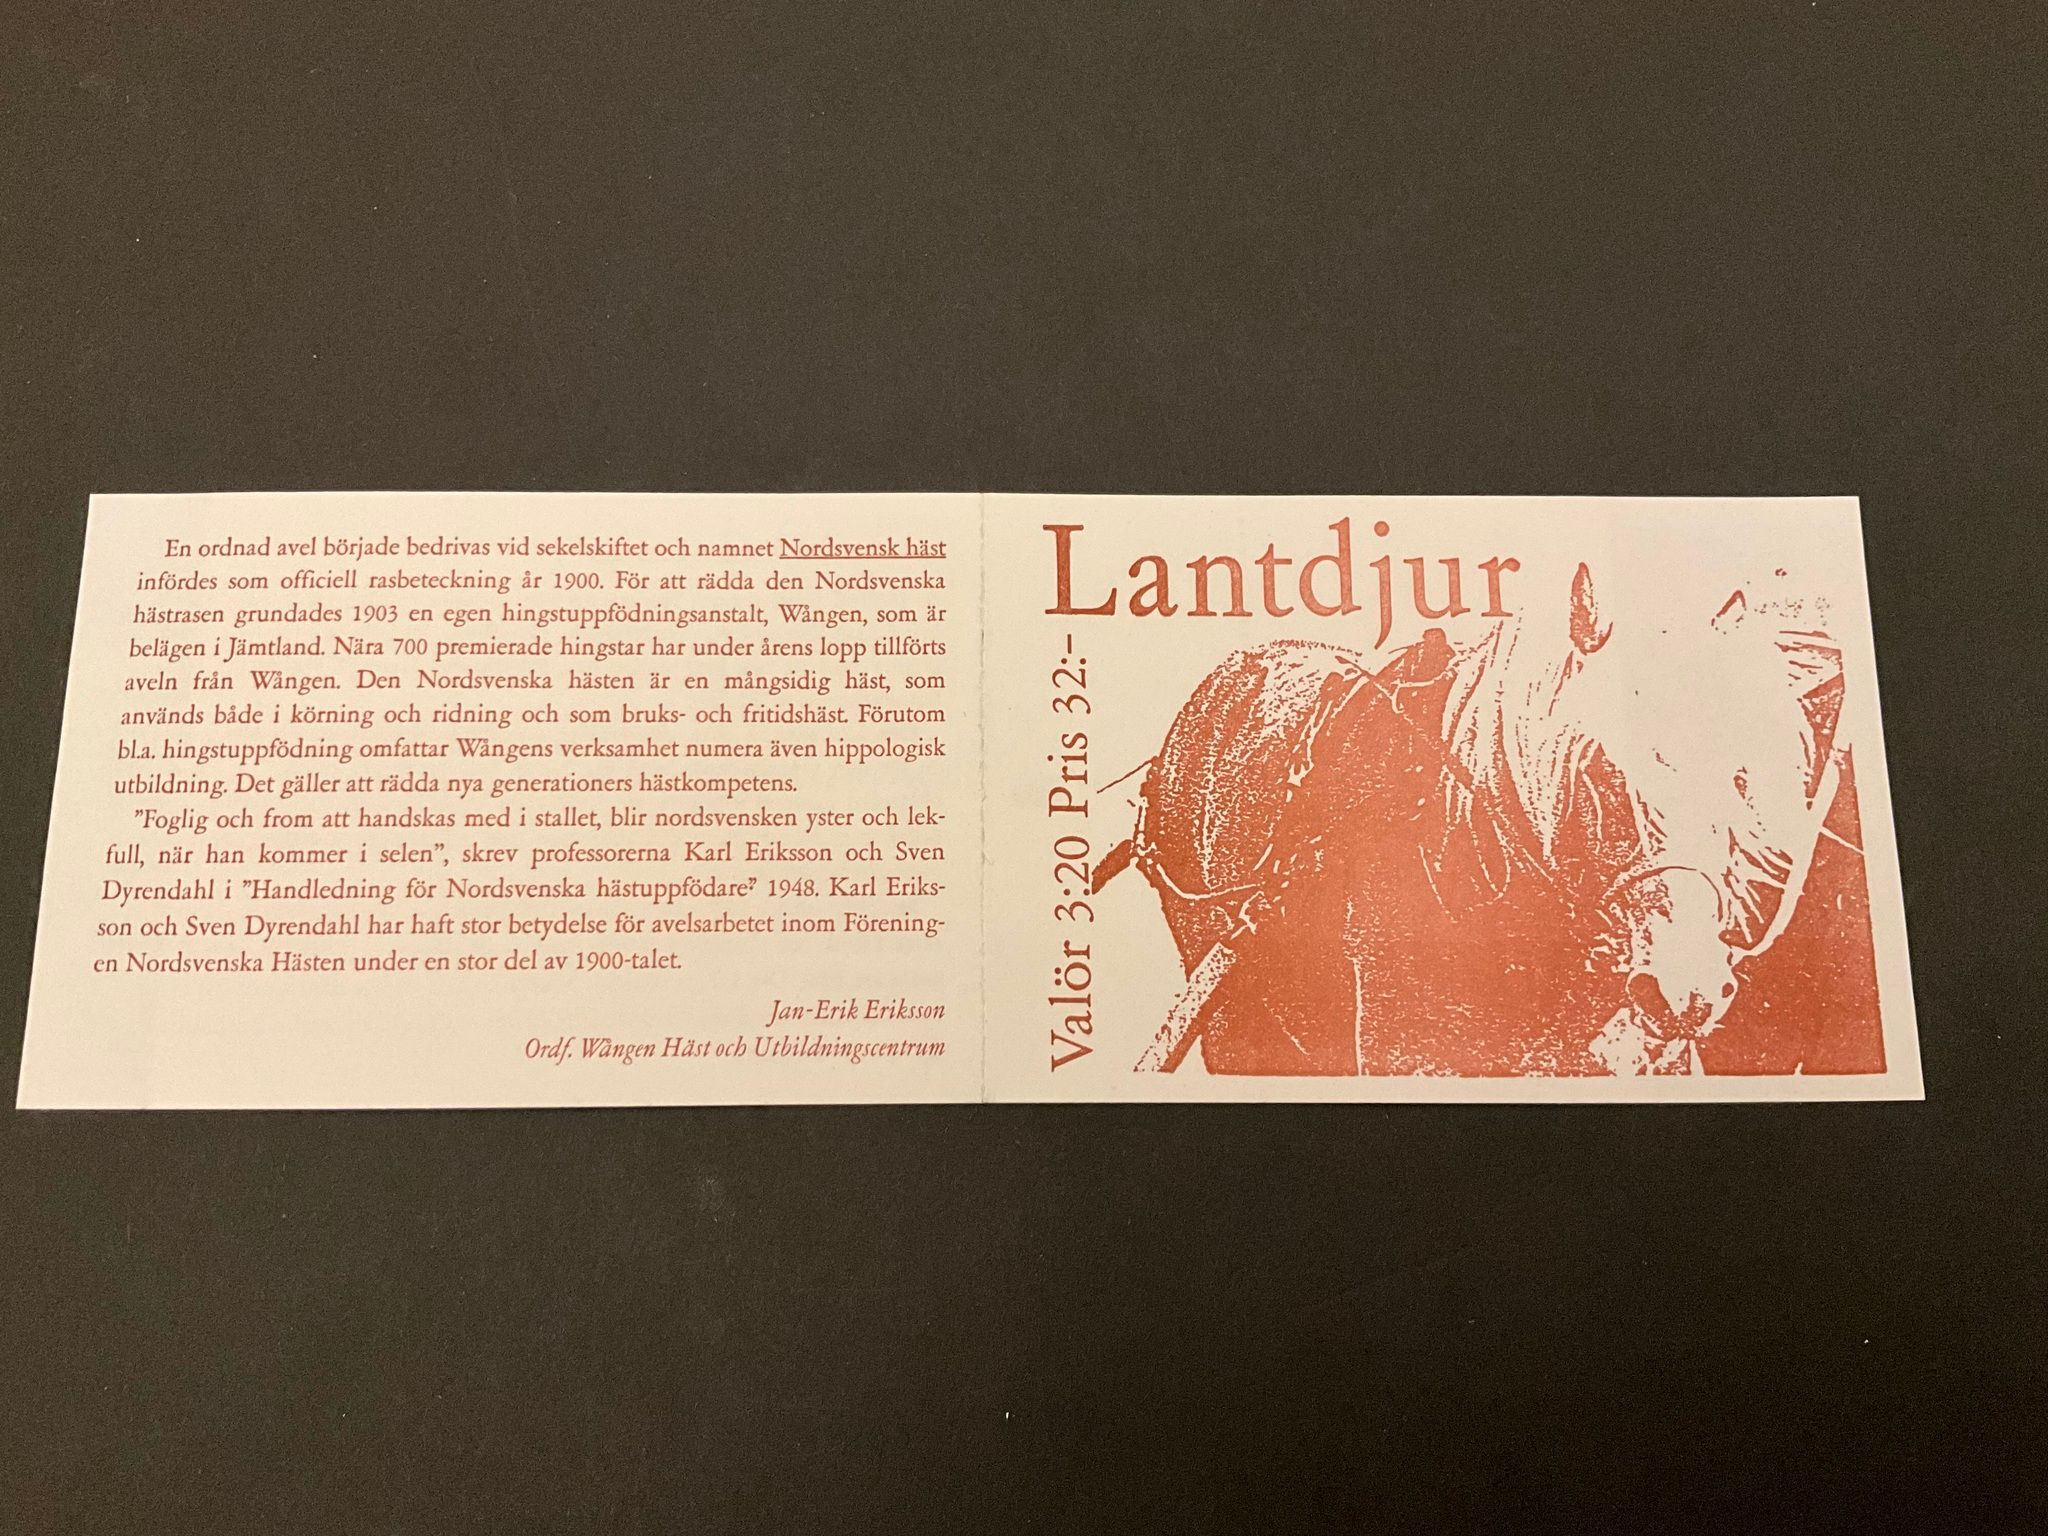 En ordnad avel började bedrivas vid sekelskiftet och namnet Nordsvensk häst
infördes som officiell rasbeteckning år 1900. För att rädda den Nordsvenska
hästrasen grundades 1903 en egen hingstuppfödningsanstalt, Wången, som är
belägen i Jämtland. Nära 700 premierade hingstar har under årens lopp tillförts
aveln från Wången. Den Nordsvenska hästen är en mångsidig häst, som
används både i körning och ridning och som bruks- och fritidshäst. Förutom
bl.a. hingstuppfödning omfattar Wångens verksamhet numera även hippologisk
utbildning. Det gäller att rädda nya generationers hästkompetens.
”Foglig och from att handskas med i stallet, blir nordsvensken yster och lek-
full, när han kommer i selen”, skrev professorerna Karl Eriksson och Sven
Dyrendahl i ”Handledning för Nordsvenska hästuppfödare” 1948. Karl Eriks-
son och Sven Dyrendahl har haft stor betydelse för avelsarbetet inom Förening-
en Nordsvenska Hästen under en stor del av 1900-talet.
Jan-Erik Eriksson
Ordf. Wången Häst och Utbildningscentrum
Lantdjur
Valör 3:20 Pris 32:–